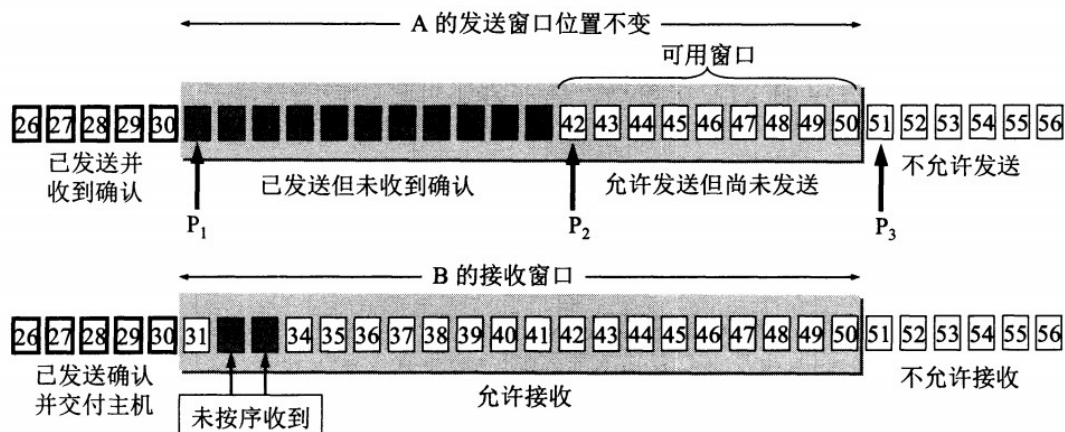 A 的发送窗口位置不变
可用窗口
26 27 28 29 30 42 43 44 45 46 47 48 49 50 51 52 53 54 55 56
已发送并
收到确认
已发送但未收到确认
允许发送但尚未发送
不允许发送
P1
P2
P3
B 的接收窗口
26 27 28 29 30 31 34 35 36 37 38 39 40 41 42 43 44 45 46 47 48 49 50 51 52 53 54 55 56
已发送确认
并交付主机
未按序收到
允许接收
不允许接收